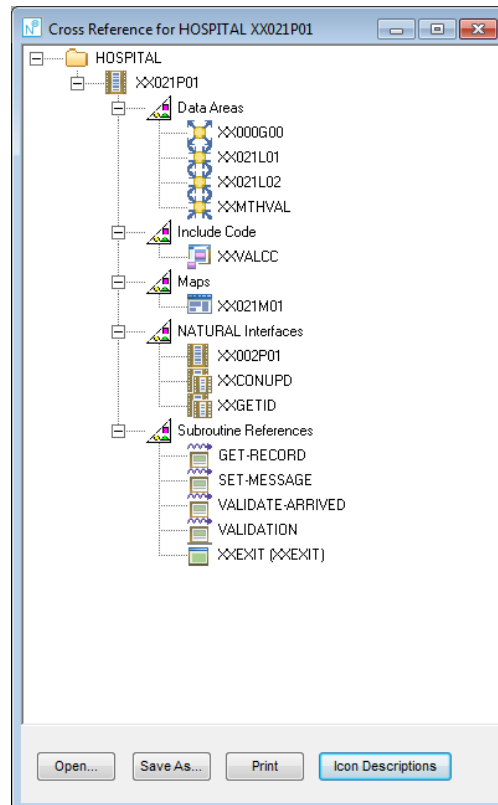 Cross Reference for HOSPITAL XX021P01
HOSPITAL
XX021P01
Data Areas
XX000G00
XX021L01
XX021L02
XXMTHVAL
Include Code
XXVALCC
Maps
XX021M01
NATURAL Interfaces
XX002P01
XXCONUPD
XXGETID
Subroutine References
GET-RECORD
SET-MESSAGE
VALIDATE-ARRIVED
VALIDATION
XXEXIT (XXEXIT)
Open... Save As... Print Icon Descriptions